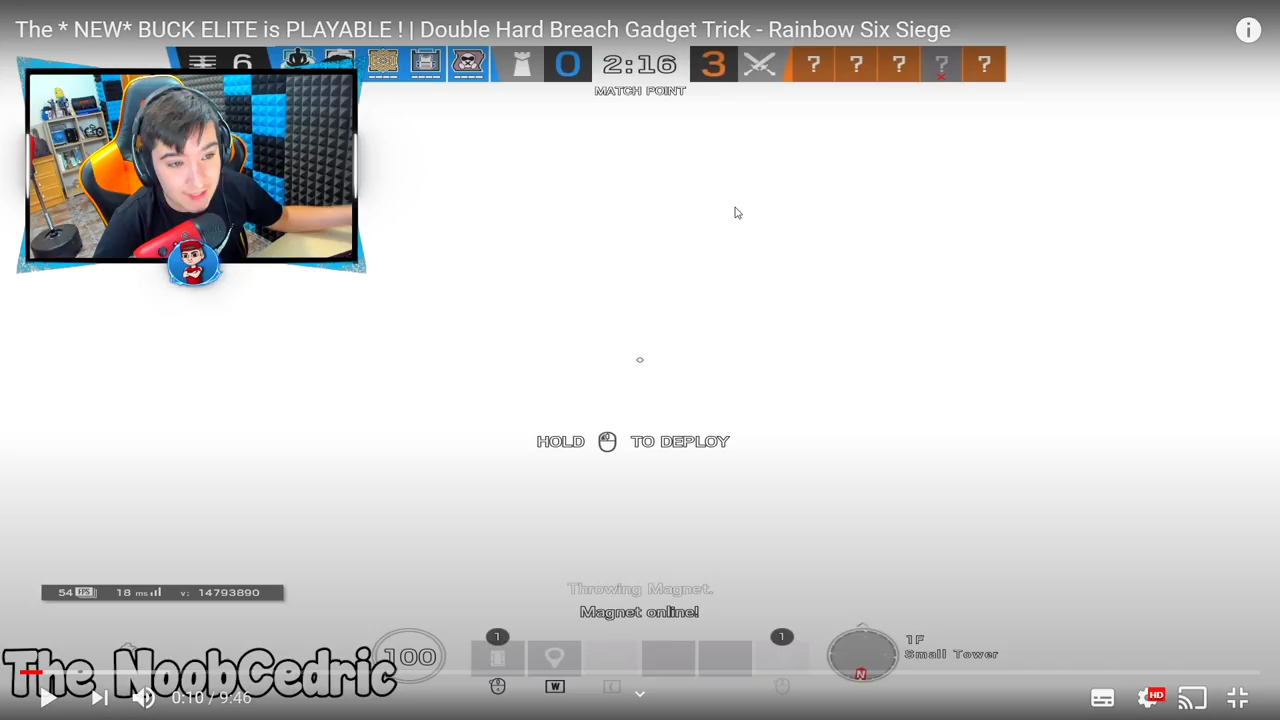 The * NEW* BUCK ELITE is PLAYABLE ! | Double Hard Breach Gadget Trick - Rainbow Six Siege
6 0 2:16 3 ? ? ? ? ?
MATCH POINT
HOLD TO DEPLOY
54 FPS 18 ms v: 14793890
Throwing Magnet.
Magnet online!
1 1
100
1F
Small Tower
N
W
The NoobCedric
0:10 / 9:46
HD